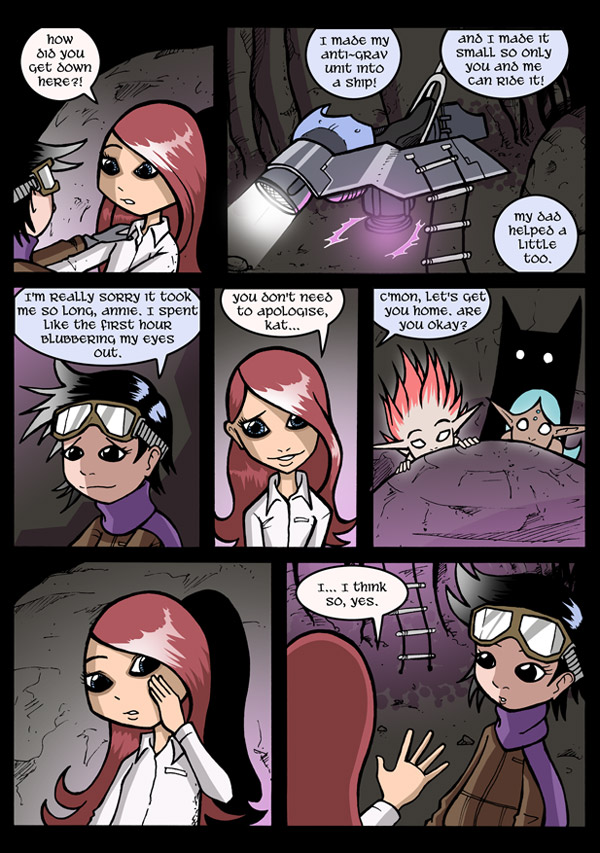 How
did you
get down
here?!
I made my
anti-grav
unit into
a ship!
And I made it
small so only
you and me
can ride it!
My dad
helped a
little
too.
I'm really sorry it took
me so long, Annie. I spent
like the first hour
blubbering my eyes
out.
You don't need
to apologise,
Kat...
C'mon, let's get
you home. Are
you okay?
I... I think
so, yes.